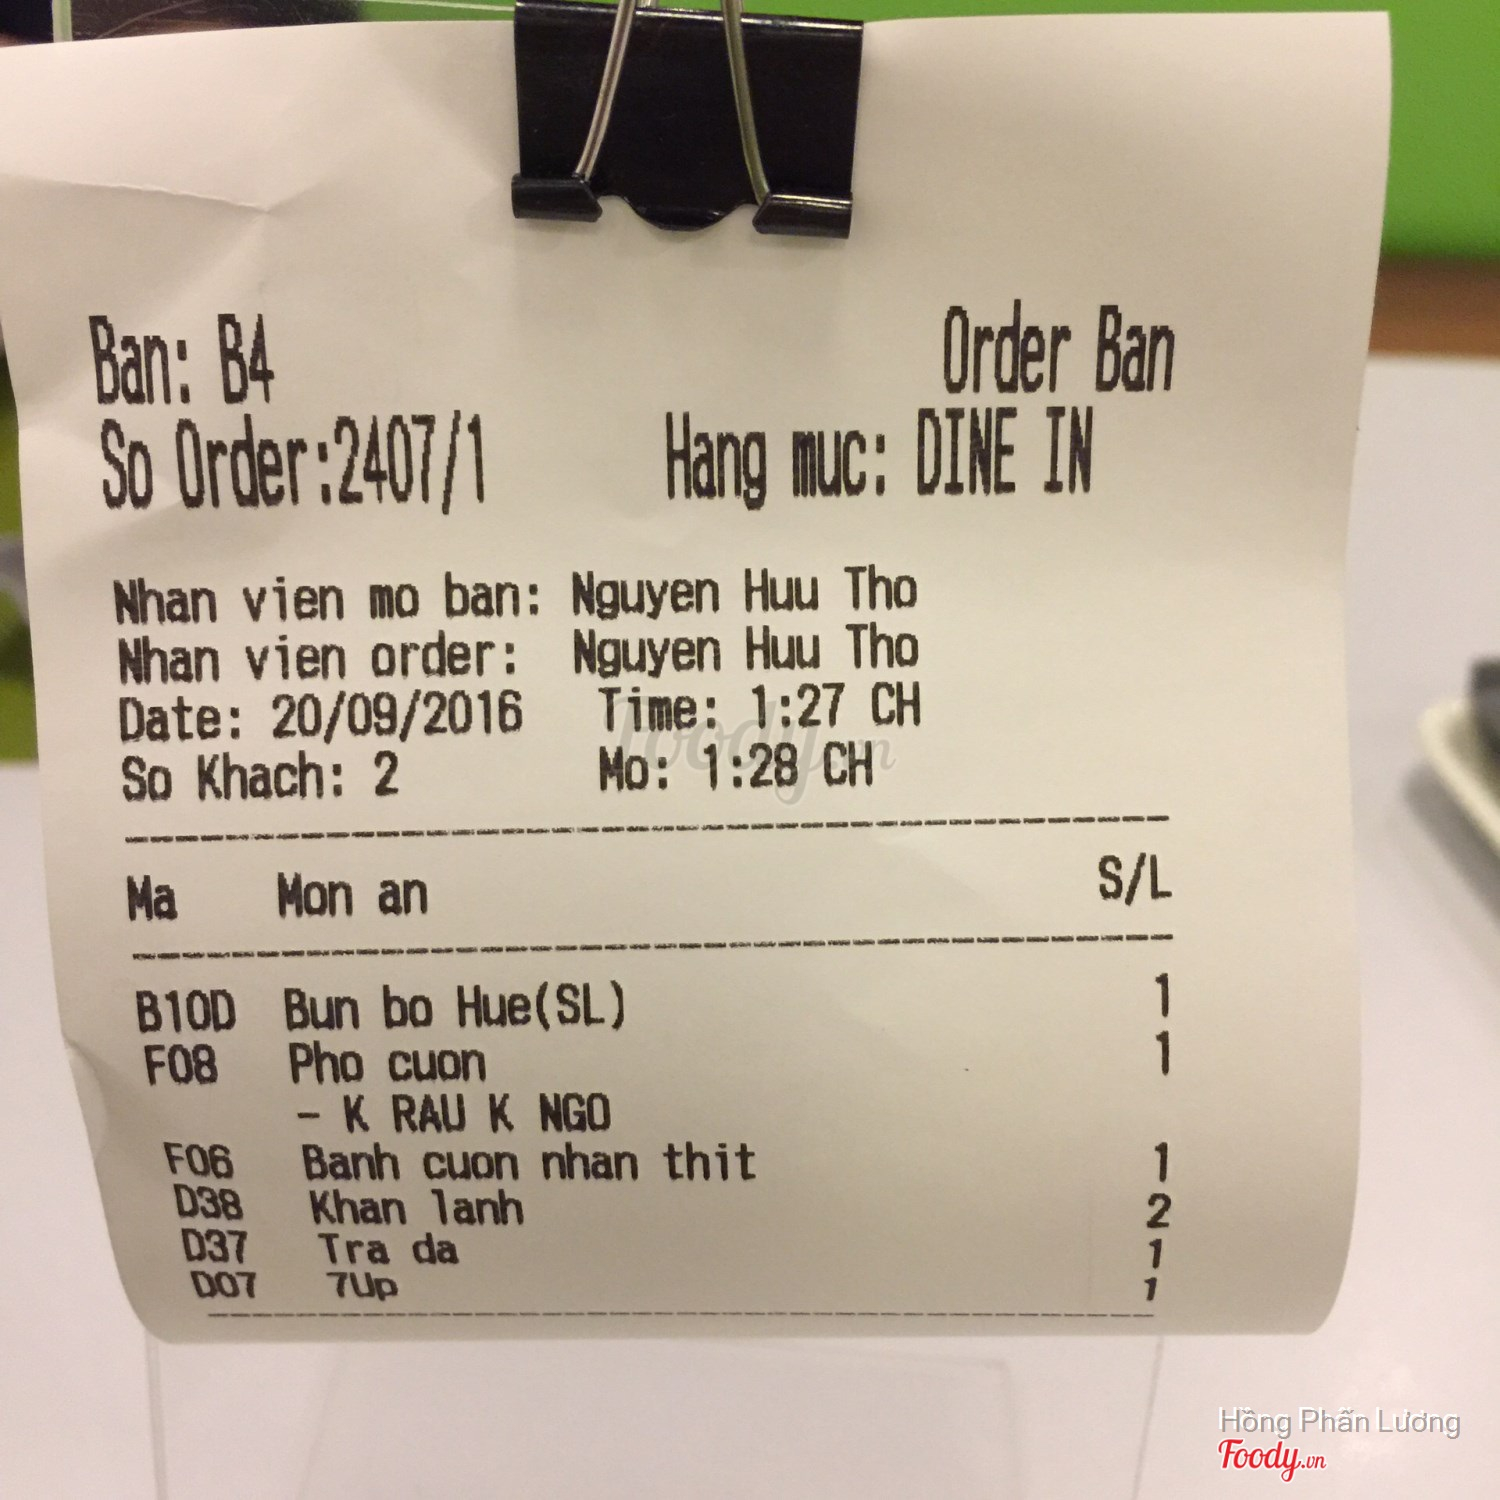 Ban: B4 Order Ban
So Order:2407/1 Hang muc: DINE IN
Nhan vien mo ban: Nguyen Huu Tho
Nhan vien order: Nguyen Huu Tho
Date: 20/09/2016 Time: 1:27 CH
So Khach: 2 Mo: 1:28 CH
Ma Mon an S/L
B10D Bun bo Hue(SL) 1
F08 Pho cuon 1
- K RAU K NGO
F06 Banh cuon nhan thit 1
D38 Khan lanh 2
D37 Tra da 1
D07 7Up 1
foody.vn
Hồng Phấn Lương
Foody.vn